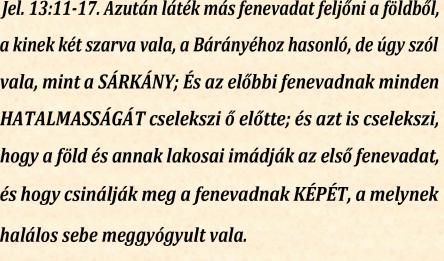 Jel. 13:11-17. Azután láték más fenevadat feljőni a földből,
a kinek két szarva vala, a Bárányéhoz hasonló, de úgy szól
vala, mint a SÁRKÁNY; És az előbbi fenevadnak minden
HATALMASSÁGÁT cselekszi ő előtte; és azt is cselekszi,
hogy a föld és annak lakosai imádják az első fenevadat,
és hogy csinálják meg a fenevadnak KÉPÉT, a melynek
halálos sebe meggyógyult vala.